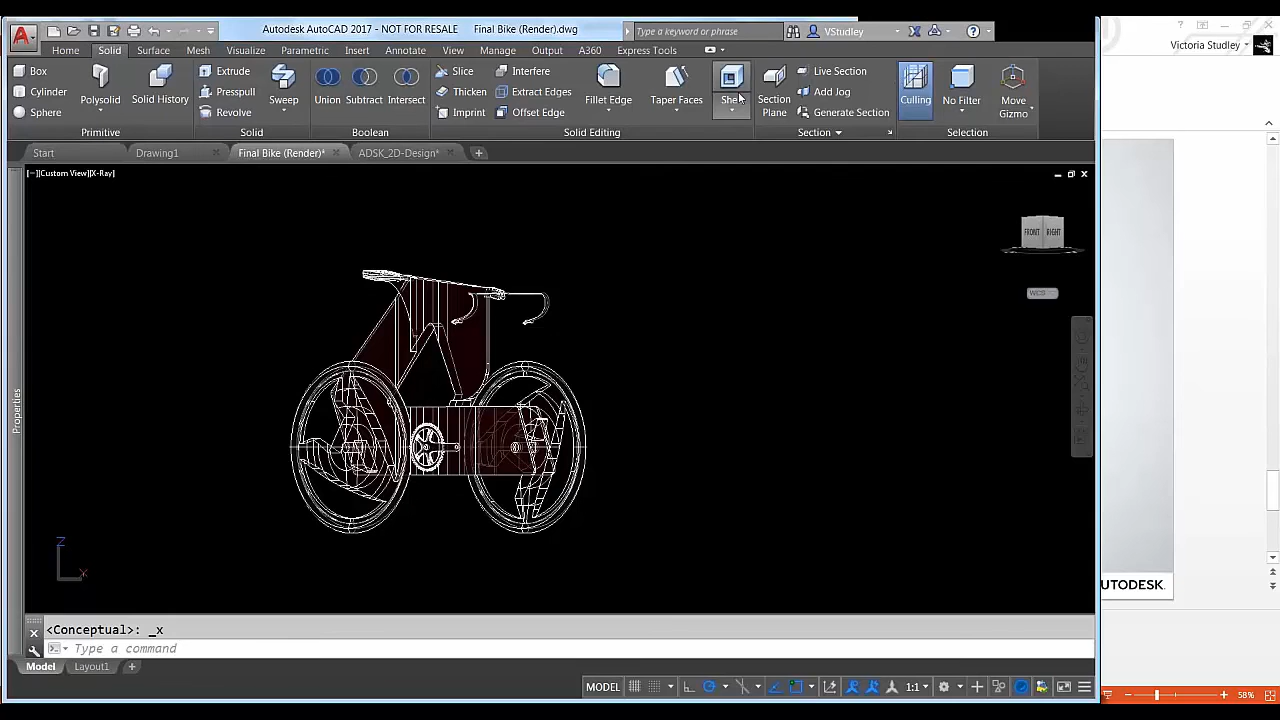 Autodesk AutoCAD 2017 - NOT FOR RESALE Final Bike (Render).dwg
Type a keyword or phrase
VStudley
Victoria Studley
Home Solid Surface Mesh Visualize Parametric Insert Annotate View Manage Output A360 Express Tools
Box
Cylinder
Sphere
Polysolid
Solid History
Primitive
Extrude
Presspull
Revolve
Sweep
Solid
Union Subtract Intersect
Boolean
Slice
Thicken
Imprint
Interfere
Extract Edges
Offset Edge
Fillet Edge
Taper Faces
Solid Editing
Section
Plane
Live Section
Add Jog
Generate Section
Section
Culling
No Filter
Move
Gizmo
Selection
Start Drawing1 Final Bike (Render)* ADSK_2D-Design*
[−][Custom View][X-Ray]
FRONT RIGHT
WCS
Properties
Z
X
AUTODESK.
<Conceptual>: _x
Type a command
Model Layout1
MODEL 1:1
58%